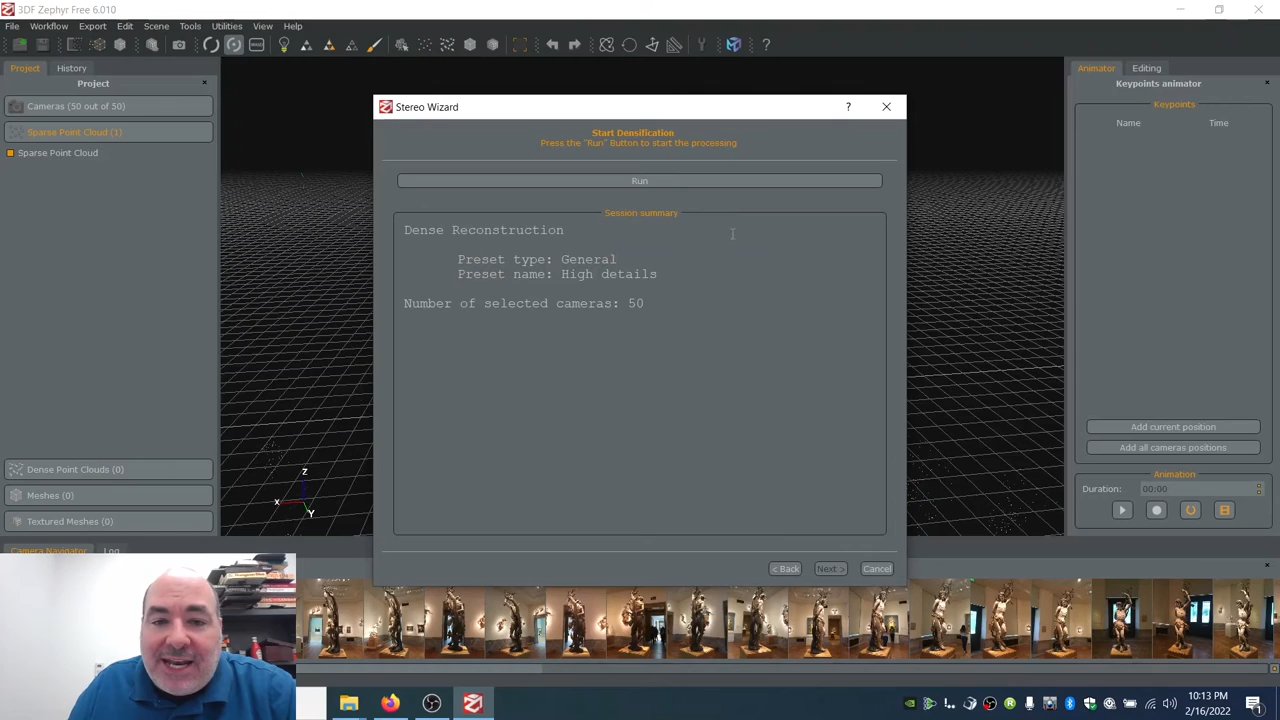 3DF Zephyr Free 6.010
File Workflow Export Edit Scene Tools Utilities View Help
Project History
Project
Cameras (50 out of 50)
Sparse Point Cloud (1)
Sparse Point Cloud
Dense Point Clouds (0)
Meshes (0)
Textured Meshes (0)
Z
X
Y
Camera Navigator Log
Stereo Wizard
?
Start Densification
Press the "Run" Button to start the processing
Run
Session summary
Dense Reconstruction
Preset type: General
Preset name: High details
Number of selected cameras: 50
< Back Next > Cancel
Animator Editing
Keypoints animator
Keypoints
Name Time
Add current position
Add all cameras positions
Animation
Duration: 00:00
10:13 PM
2/16/2022
1